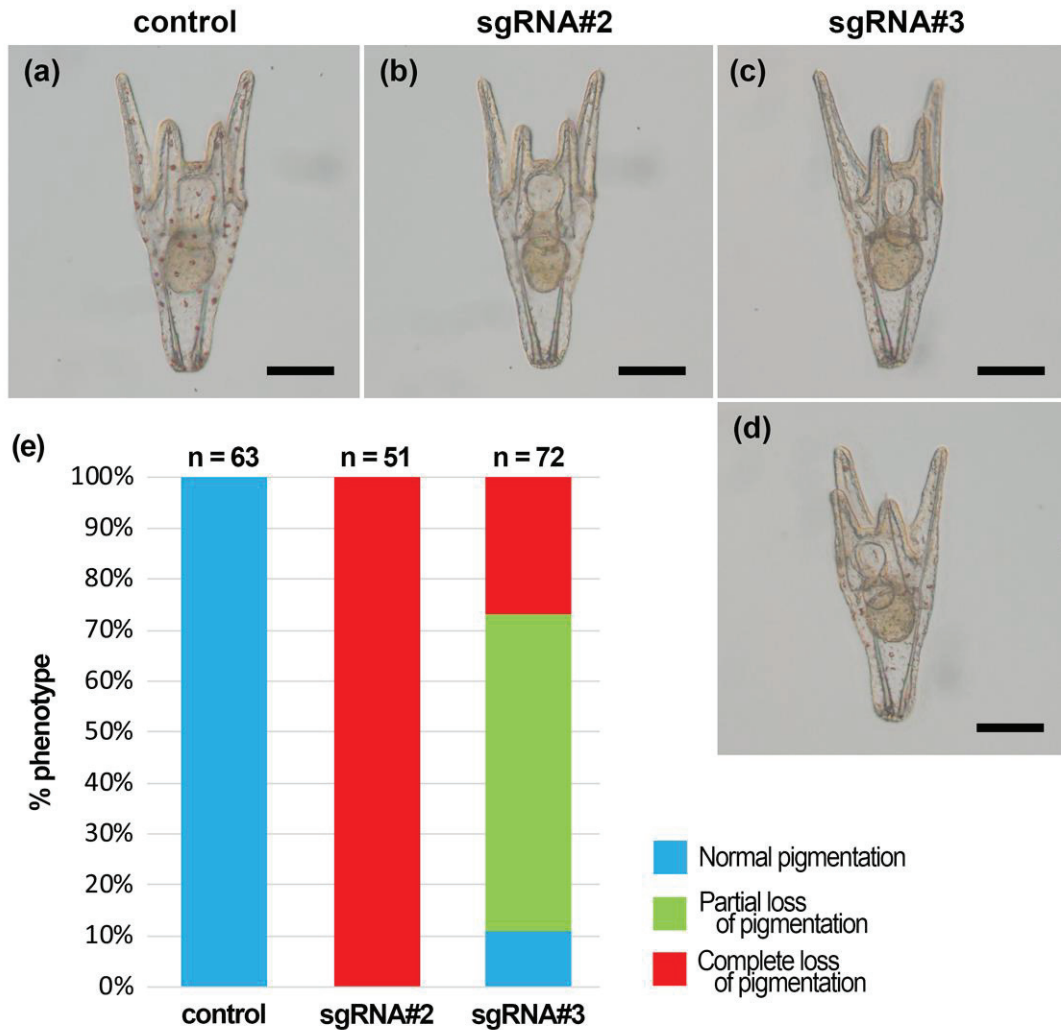 control sgRNA#2 sgRNA#3
(a) (b) (c)
(d)
(e)
n = 63 n = 51 n = 72
100%
90%
80%
70%
60%
50%
40%
30%
20%
10%
0%
% phenotype
control sgRNA#2 sgRNA#3
Normal pigmentation
Partial loss
of pigmentation
Complete loss
of pigmentation